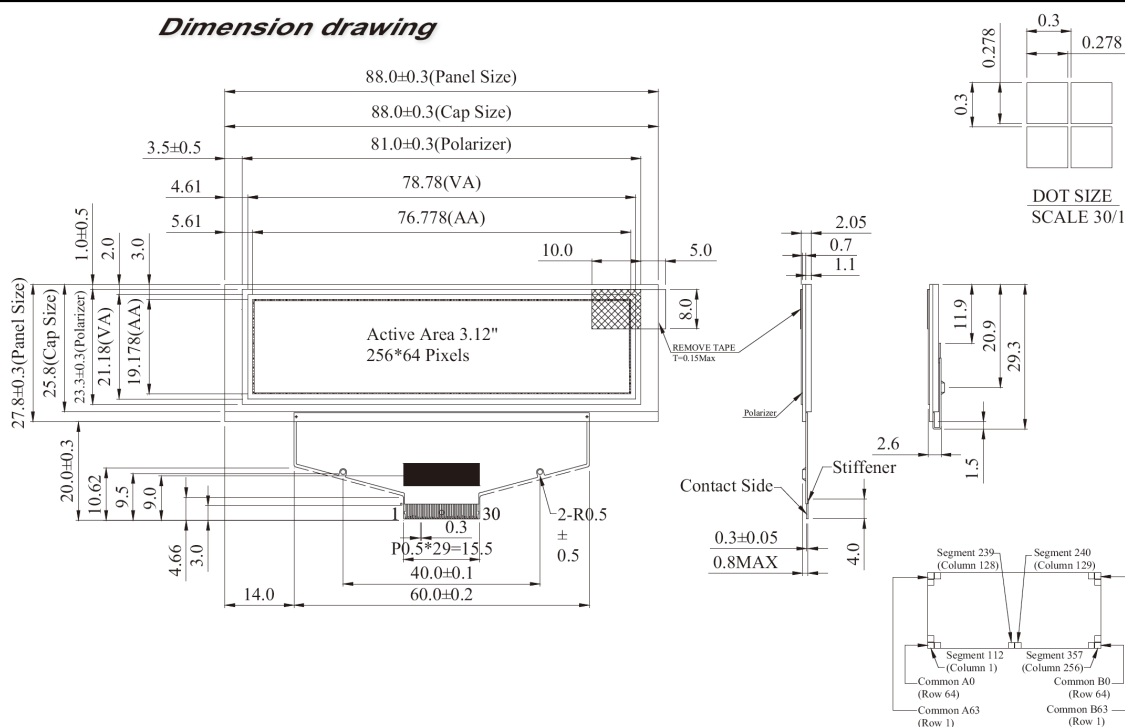 Dimension drawing
88.0±0.3(Panel Size)
88.0±0.3(Cap Size)
3.5±0.5
81.0±0.3(Polarizer)
4.61
78.78(VA)
5.61
76.778(AA)
1.0±0.5
2.0
3.0
10.0
5.0
8.0
27.8±0.3(Panel Size)
25.8(Cap Size)
23.3±0.3(Polarizer)
21.18(VA)
19.178(AA)
Active Area 3.12"
256*64 Pixels
REMOVE TAPE
T=0.15Max
Polarizer
20.0±0.3
10.62
9.5
9.0
4.66
3.0
1
30
0.3
P0.5*29=15.5
2-R0.5
±
0.5
40.0±0.1
14.0
60.0±0.2
2.05
0.7
1.1
Stiffener
Contact Side
0.3±0.05
0.8MAX
4.0
11.9
20.9
29.3
2.6
1.5
0.3
0.278
0.278
0.3
DOT SIZE
SCALE 30/1
Segment 239
(Column 128)
Segment 240
(Column 129)
Segment 112
(Column 1)
Segment 357
(Column 256)
Common A0
(Row 64)
Common B0
(Row 64)
Common A63
(Row 1)
Common B63
(Row 1)